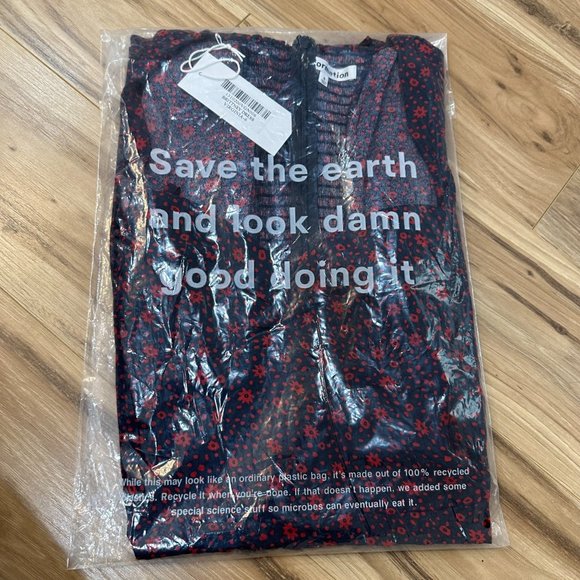 Save the earth
and look damn
good doing it
While this may look like an ordinary plastic bag, it's made out of 100% recycled
Recycle it when you're done. If that doesn't happen, we added some
special science stuff so microbes can eventually eat it.